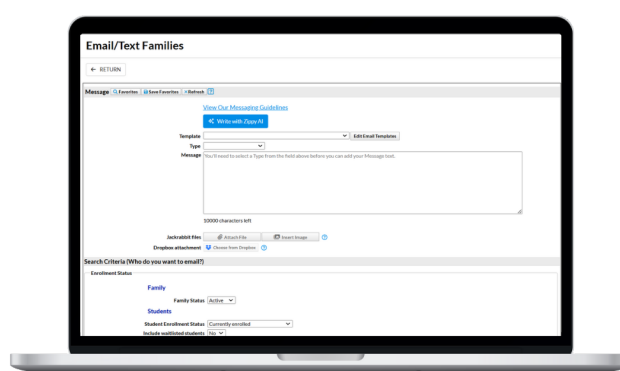 Email/Text Families
← RETURN
Message Favorites Save Favorites Refresh ?
View Our Messaging Guidelines
Write with Zippy AI
Template Edit Email Templates
Type
Message You'll need to select a Type from the field above before you can add your Message text.
10000 characters left
Jackrabbit files Attach File Insert Image ?
Dropbox attachment Choose from Dropbox ?
Search Criteria (Who do you want to email?)
Enrollment Status
Family
Family Status Active
Students
Student Enrollment Status Currently enrolled
Include waitlisted students No